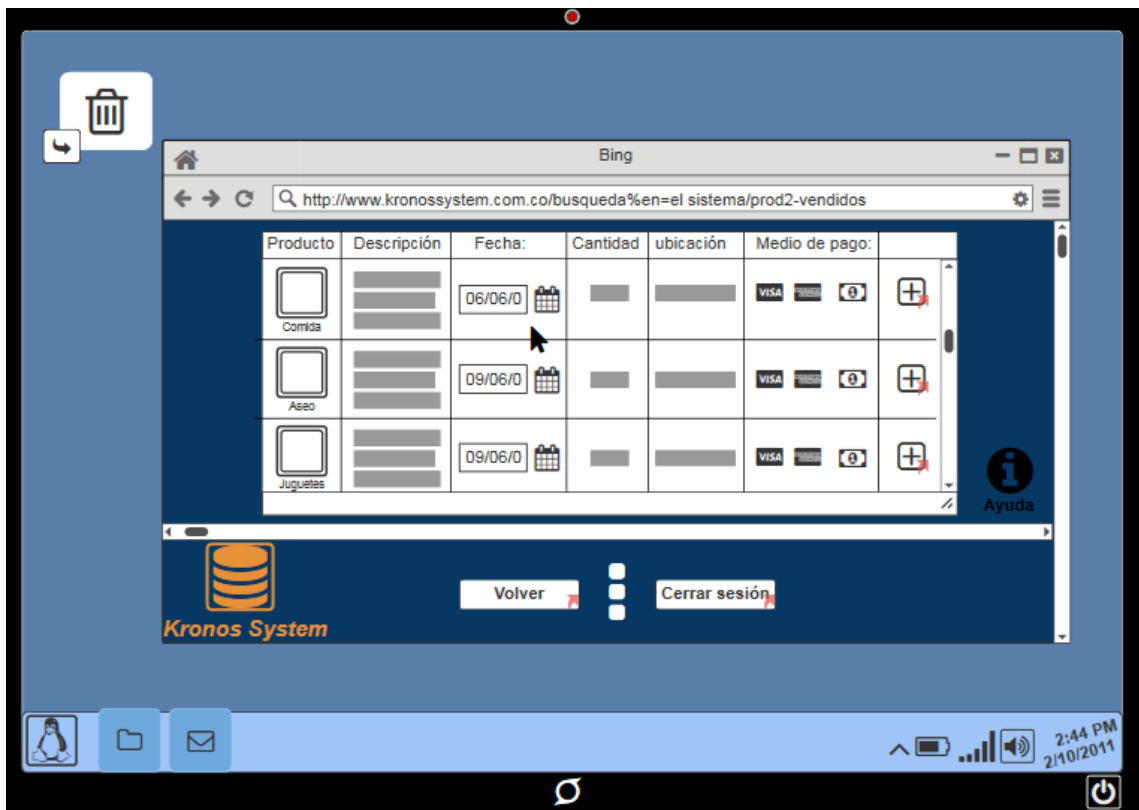 Bing
http://www.kronossystem.com.co/busqueda%en=el sistema/prod2-vendidos
Producto Descripción Fecha: Cantidad ubicación Medio de pago:
06/06/0 VISA
Comida
09/06/0 VISA
Aseo
09/06/0 VISA
Juguetes
Ayuda
Volver Cerrar sesión
Kronos System
2:44 PM
2/10/2011